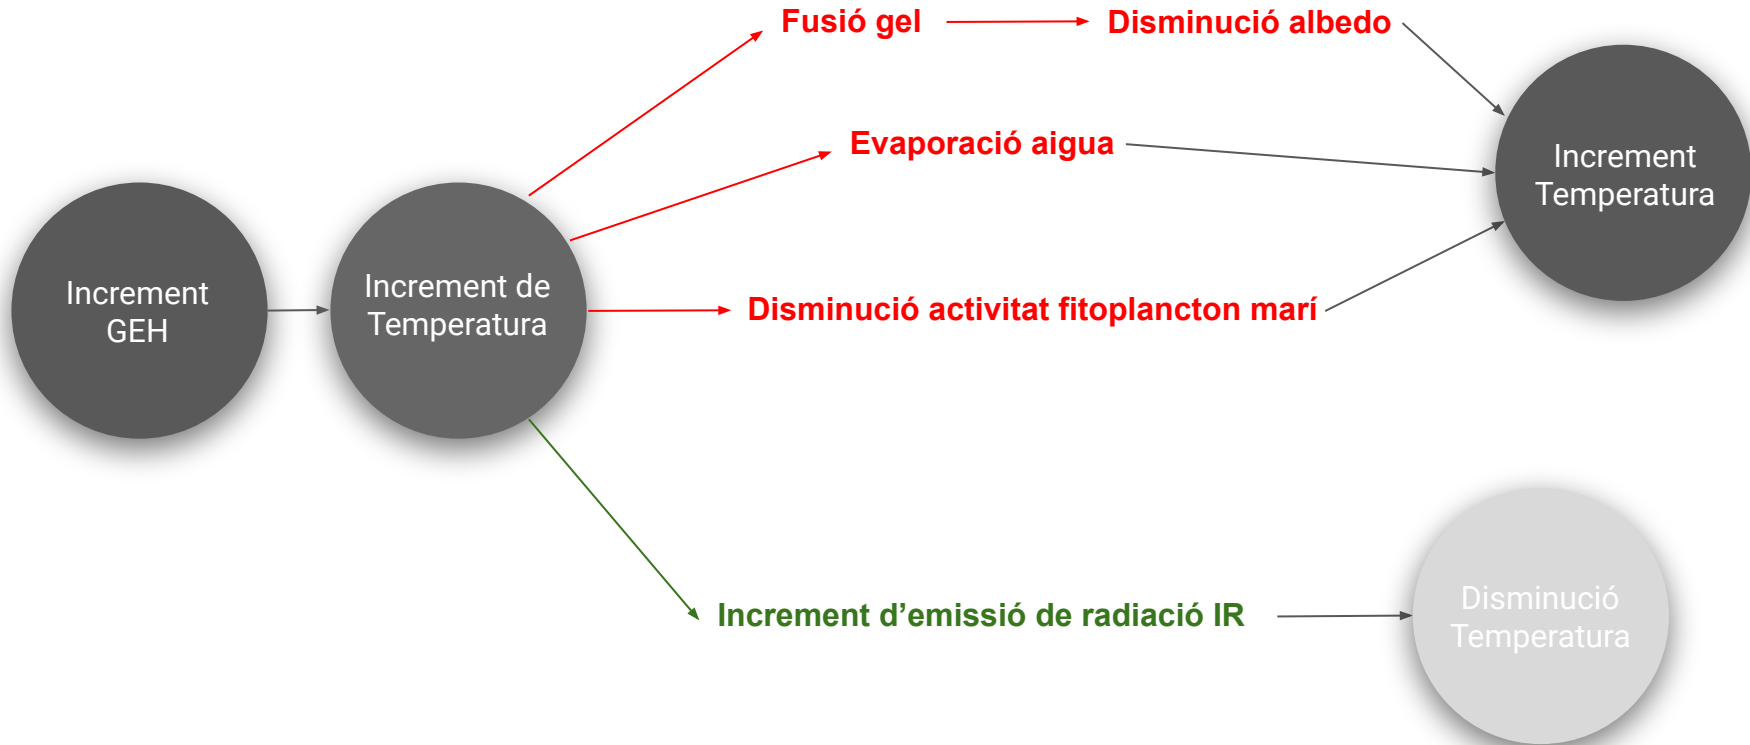 Fusió gel
Disminució albedo
Evaporació aigua
Increment
Temperatura
Increment
GEH
Increment de
Temperatura
Disminució activitat fitoplancton marí
Increment d’emissió de radiació IR
Disminució
Temperatura